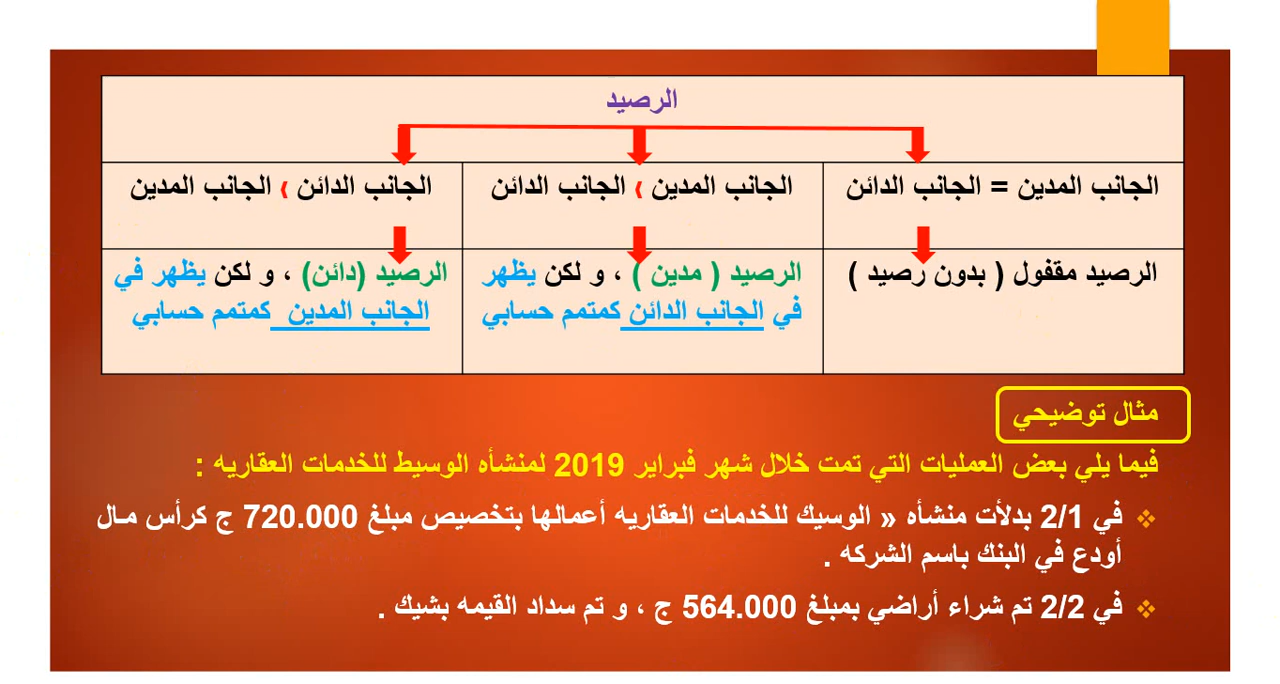 الرصيد
الجانب المدين = الجانب الدائن
الجانب المدين › الجانب الدائن
الجانب الدائن › الجانب المدين
الرصيد مقفول ( بدون رصيد )
الرصيد ( مدين ) ، و لكن يظهر
في الجانب الدائن كمتمم حسابي
الرصيد (دائن) ، و لكن يظهر في
الجانب المدين كمتمم حسابي
مثال توضيحي
فيما يلي بعض العمليات التي تمت خلال شهر فبراير 2019 لمنشأه الوسيط للخدمات العقاريه :
في 2/1 بدلأت منشأه « الوسيك للخدمات العقاريه أعمالها بتخصيص مبلغ 720.000 ج كرأس مـال
أودع في البنك باسم الشركه .
في 2/2 تم شراء أراضي بمبلغ 564.000 ج ، و تم سداد القيمه بشيك .